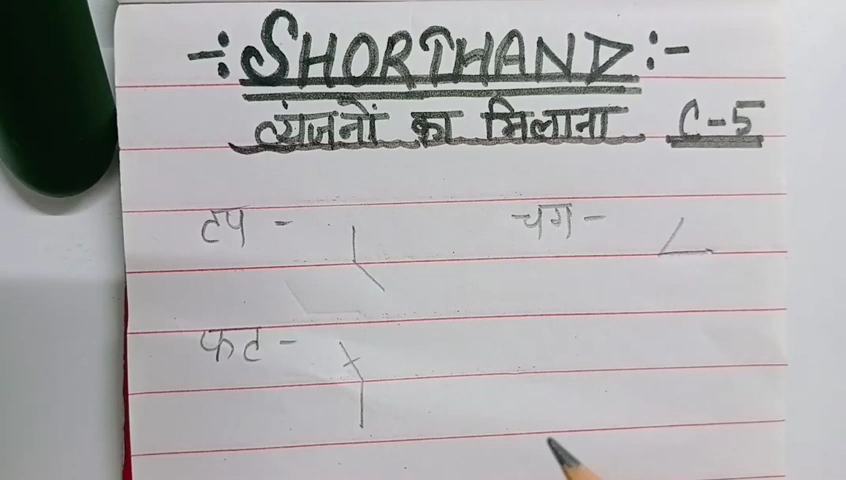 -: SHORTHAND :-
व्यंजनों का मिलाना C-5
टप - चग -
फट -